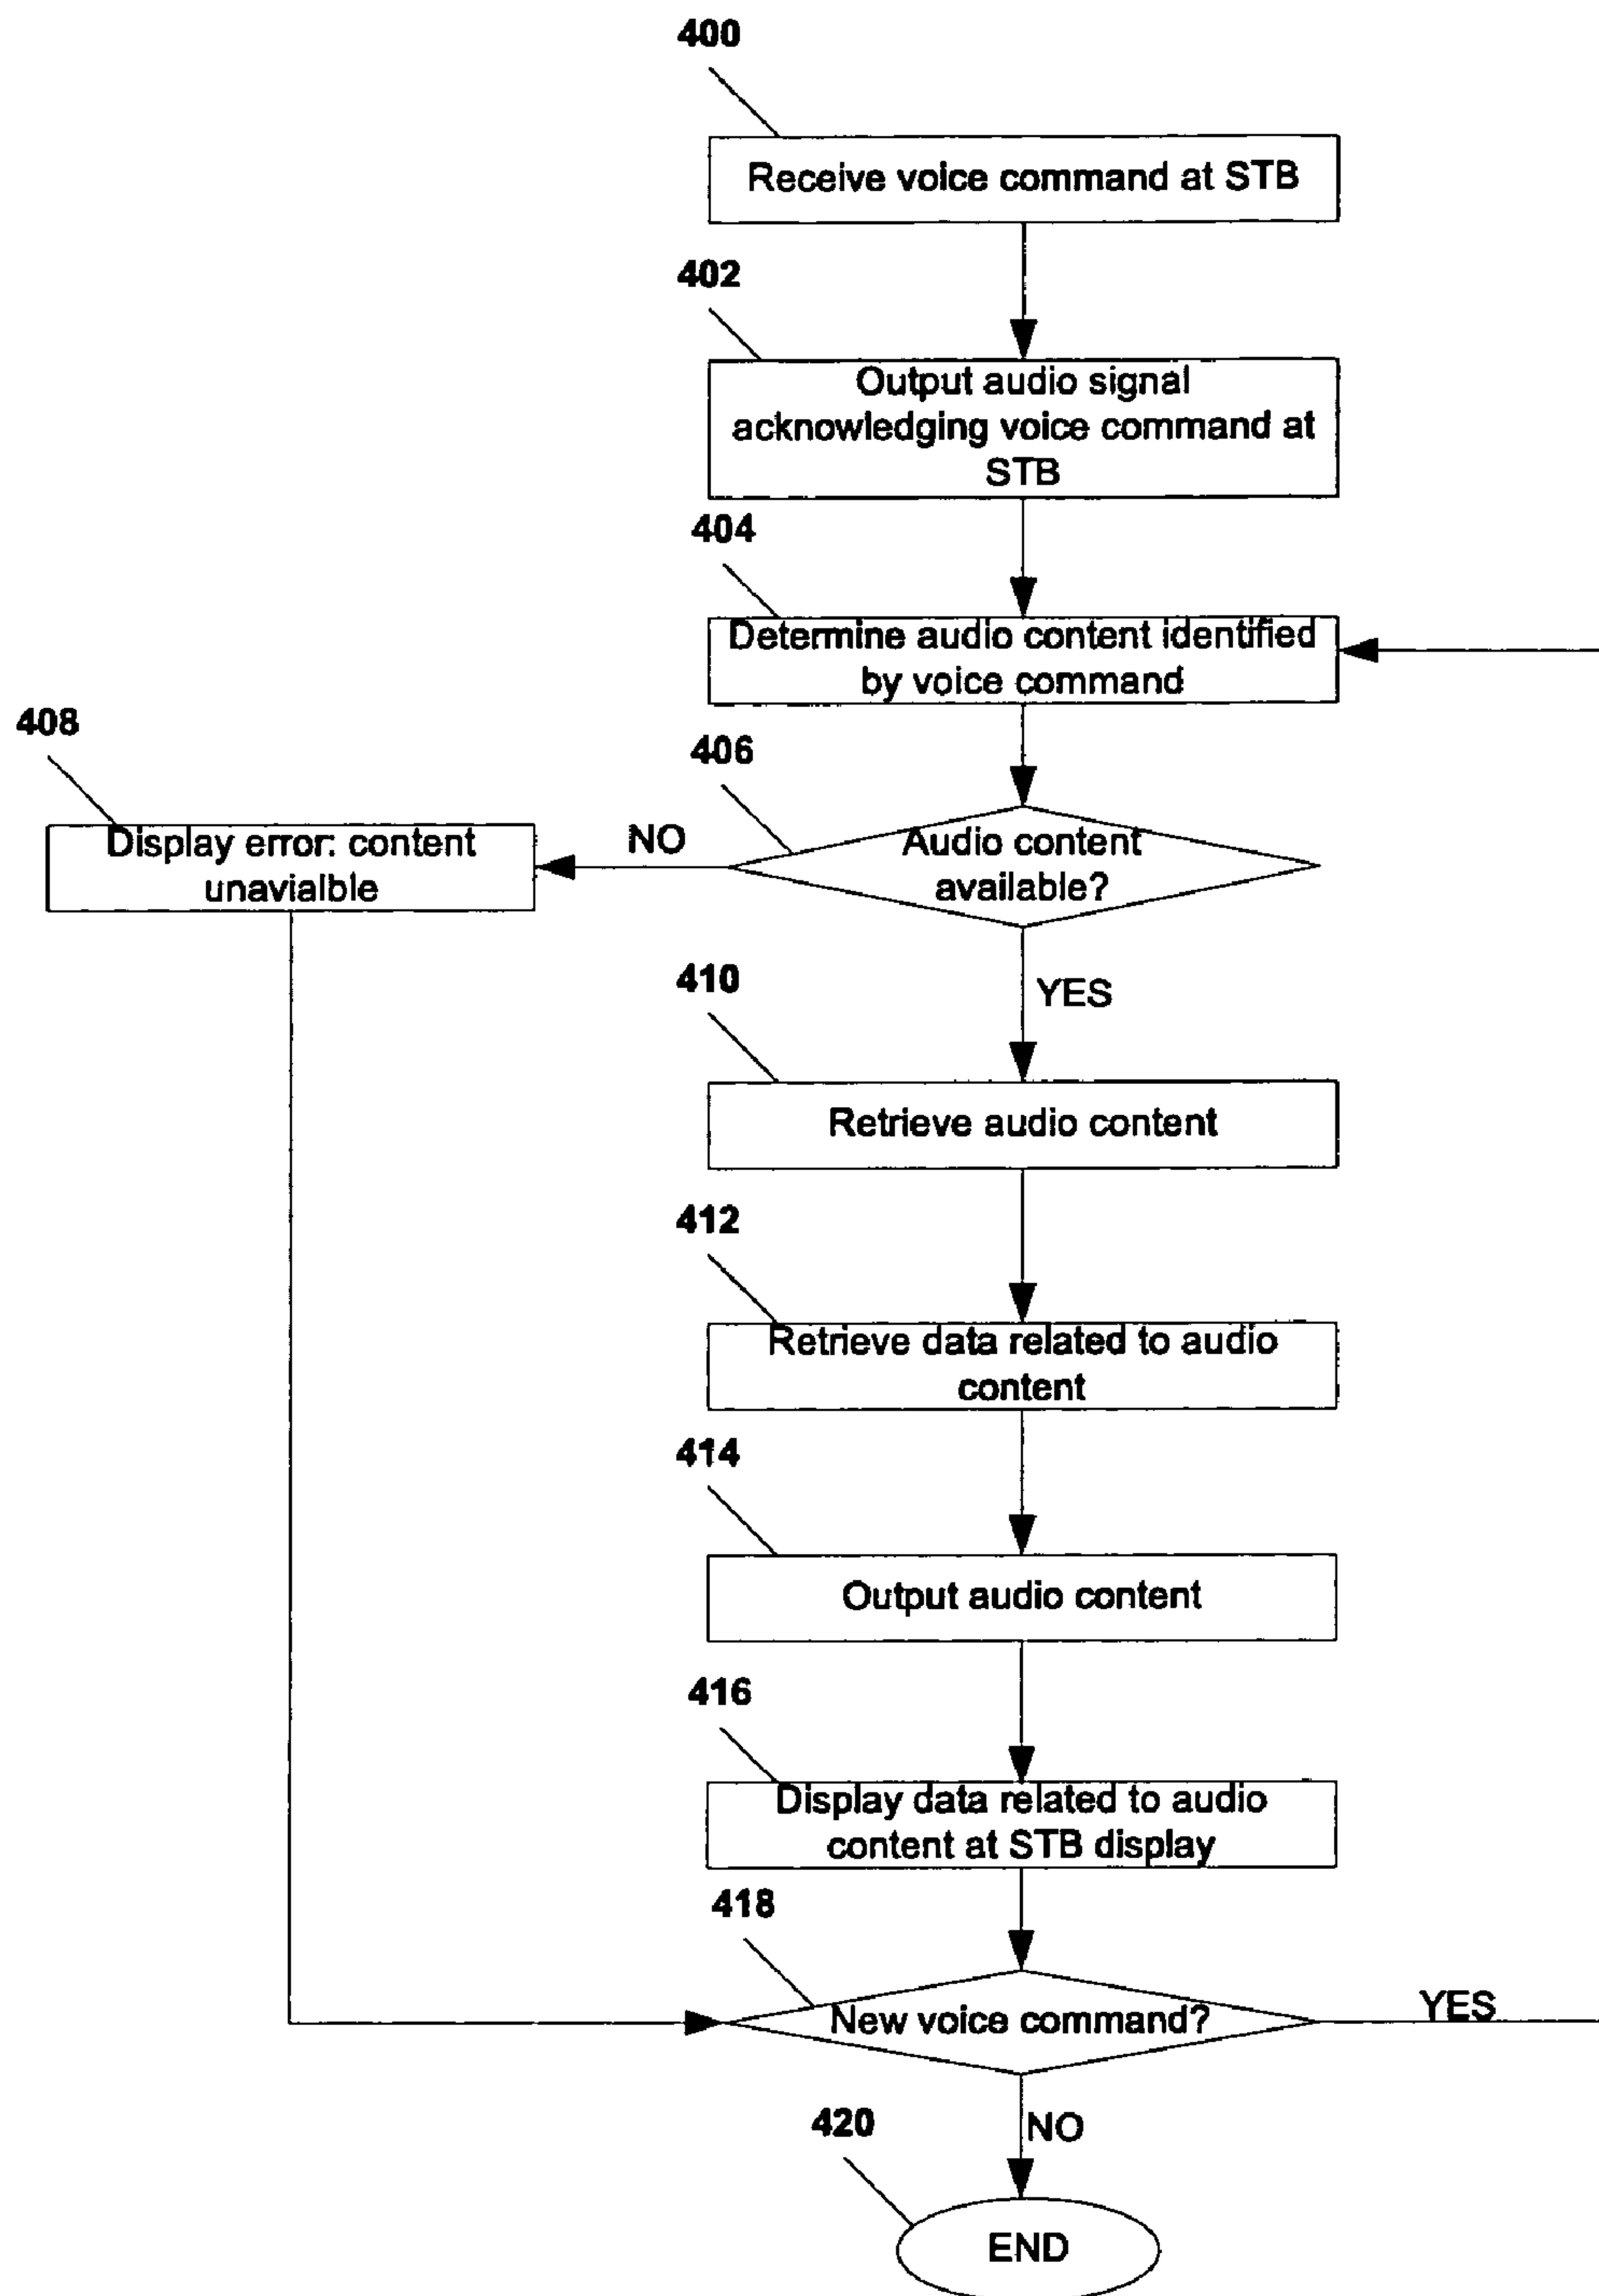 400
Receive voice command at STB
402
Output audio signal
acknowledging voice command at
STB
404
Determine audio content identified
by voice command
408
406
Display error: content
unavialble
NO
Audio content
available?
410
YES
Retrieve audio content
412
Retrieve data related to audio
content
414
Output audio content
416
Display data related to audio
content at STB display
418
New voice command?
YES
420
NO
END